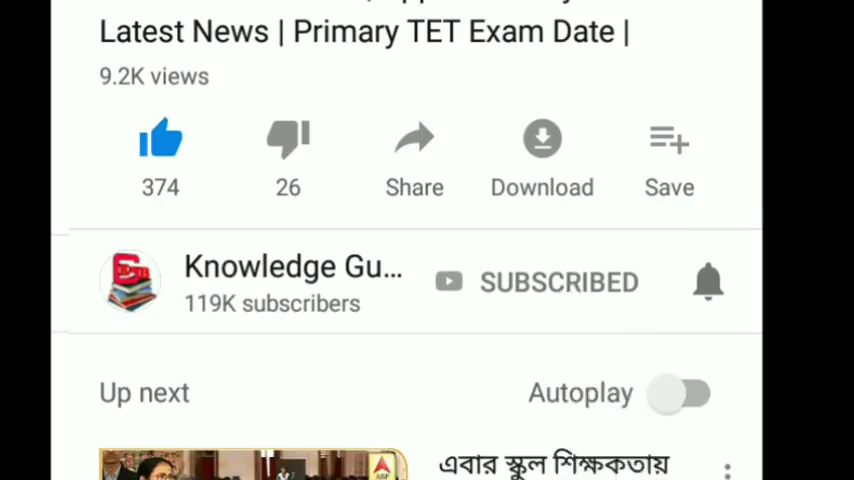 Latest News | Primary TET Exam Date |
9.2K views
374
26
Share
Download
Save
Knowledge Gu...
119K subscribers
SUBSCRIBED
Up next
Autoplay
এবার স্কুল শিক্ষকতায়
ABP